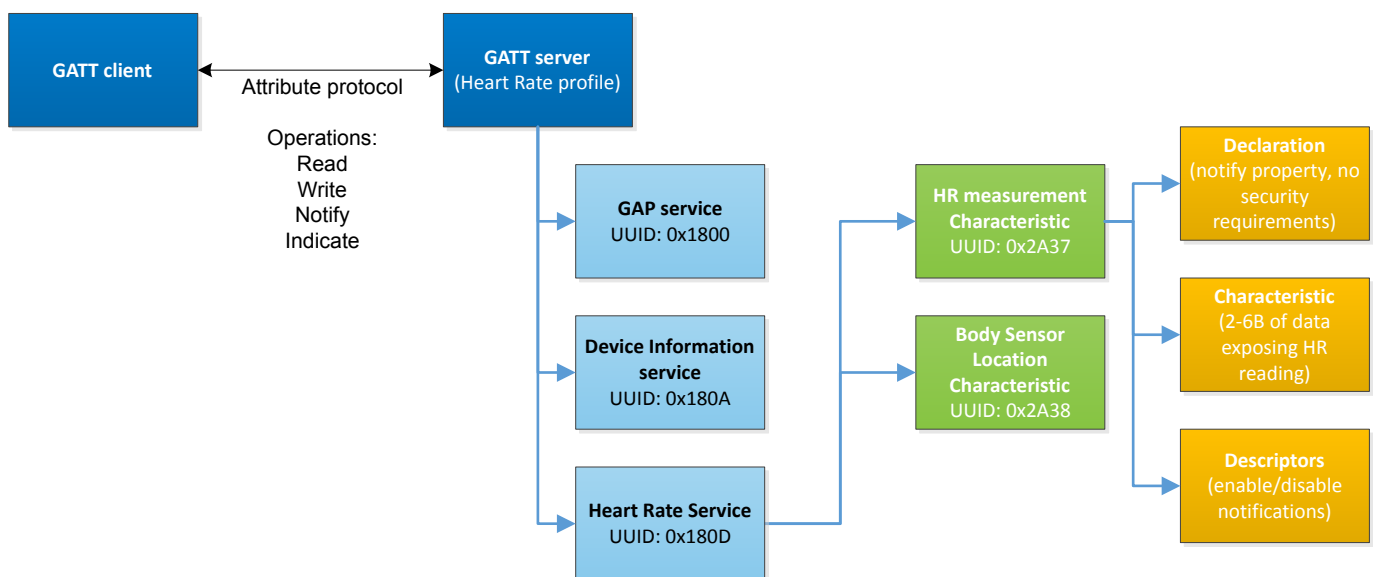 GATT client
Attribute protocol
Operations:
Read
Write
Notify
Indicate
GATT server
(Heart Rate profile)
GAP service
UUID: 0x1800
Device Information
service
UUID: 0x180A
Heart Rate Service
UUID: 0x180D
HR measurement
Characteristic
UUID: 0x2A37
Body Sensor
Location
Characteristic
UUID: 0x2A38
Declaration
(notify property, no
security
requirements)
Characteristic
(2-6B of data
exposing HR
reading)
Descriptors
(enable/disable
notifications)